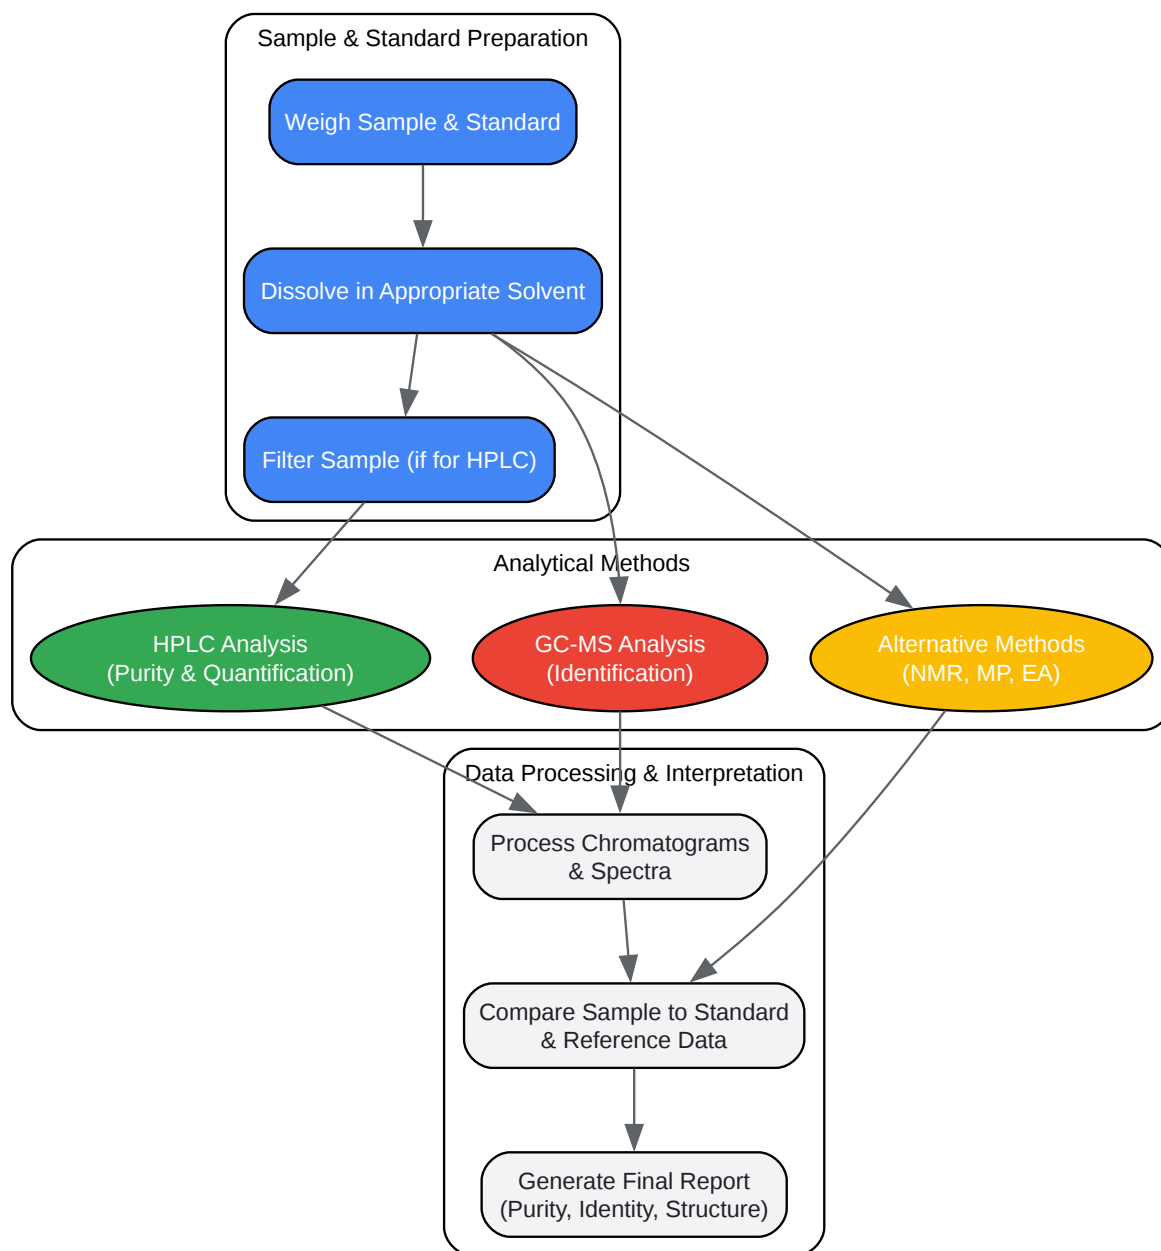 Sample & Standard Preparation
Weigh Sample & Standard
Dissolve in Appropriate Solvent
Filter Sample (if for HPLC)
Analytical Methods
HPLC Analysis
(Purity & Quantification)
GC-MS Analysis
(Identification)
Alternative Methods
(NMR, MP, EA)
Data Processing & Interpretation
Process Chromatograms
& Spectra
Compare Sample to Standard
& Reference Data
Generate Final Report
(Purity, Identity, Structure)